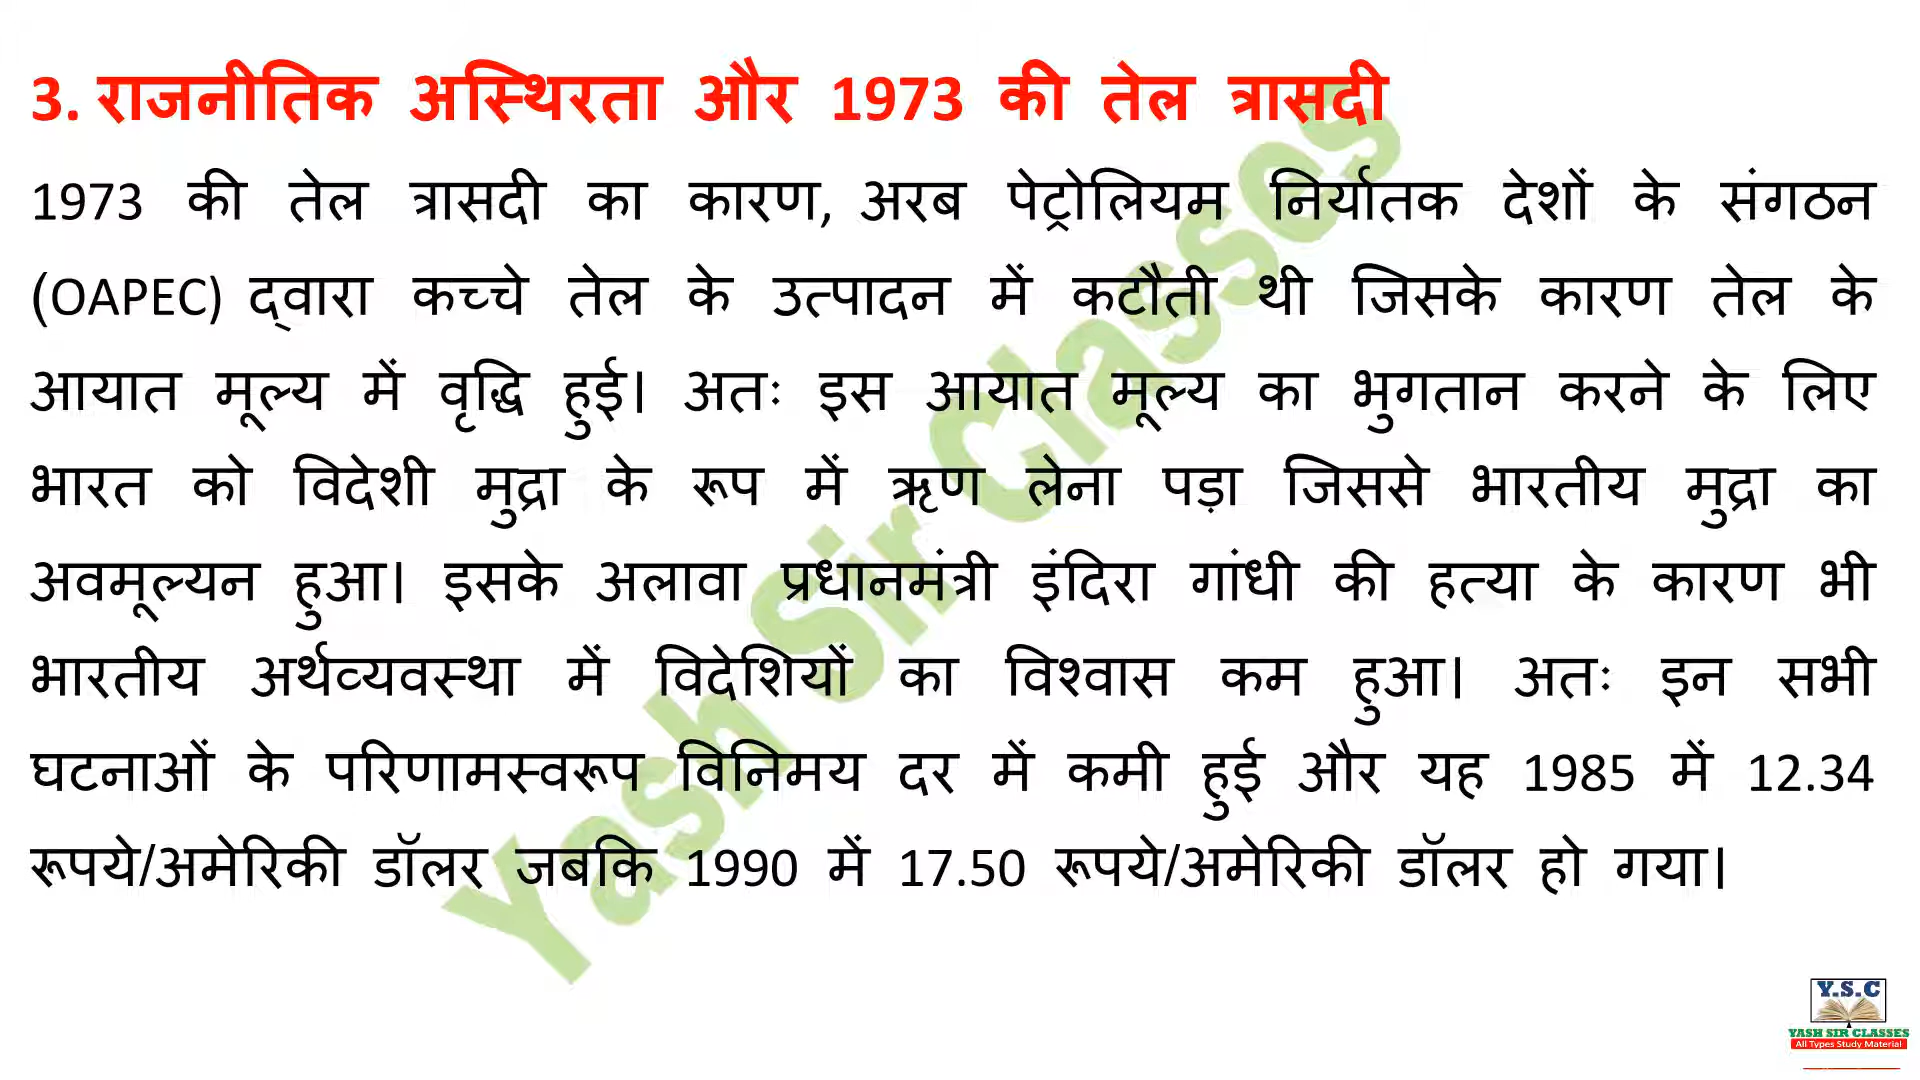 3. राजनीतिक अस्थिरता और 1973 की तेल त्रासदी
1973 की तेल त्रासदी का कारण, अरब पेट्रोलियम निर्यातक देशों के संगठन
(OAPEC) द्वारा कच्चे तेल के उत्पादन में कटौती थी जिसके कारण तेल के
आयात मूल्य में वृद्धि हुई। अतः इस आयात मूल्य का भुगतान करने के लिए
भारत को विदेशी मुद्रा के रूप में ऋण लेना पड़ा जिससे भारतीय मुद्रा का
अवमूल्यन हुआ। इसके अलावा प्रधानमंत्री इंदिरा गांधी की हत्या के कारण भी
भारतीय अर्थव्यवस्था में विदेशियों का विश्वास कम हुआ। अतः इन सभी
घटनाओं के परिणामस्वरूप विनिमय दर में कमी हुई और यह 1985 में 12.34
रूपये/अमेरिकी डॉलर जबकि 1990 में 17.50 रूपये/अमेरिकी डॉलर हो गया।
Yash Sir Classes
Y.S.C
YASH SIR CLASSES
All Types Study Material